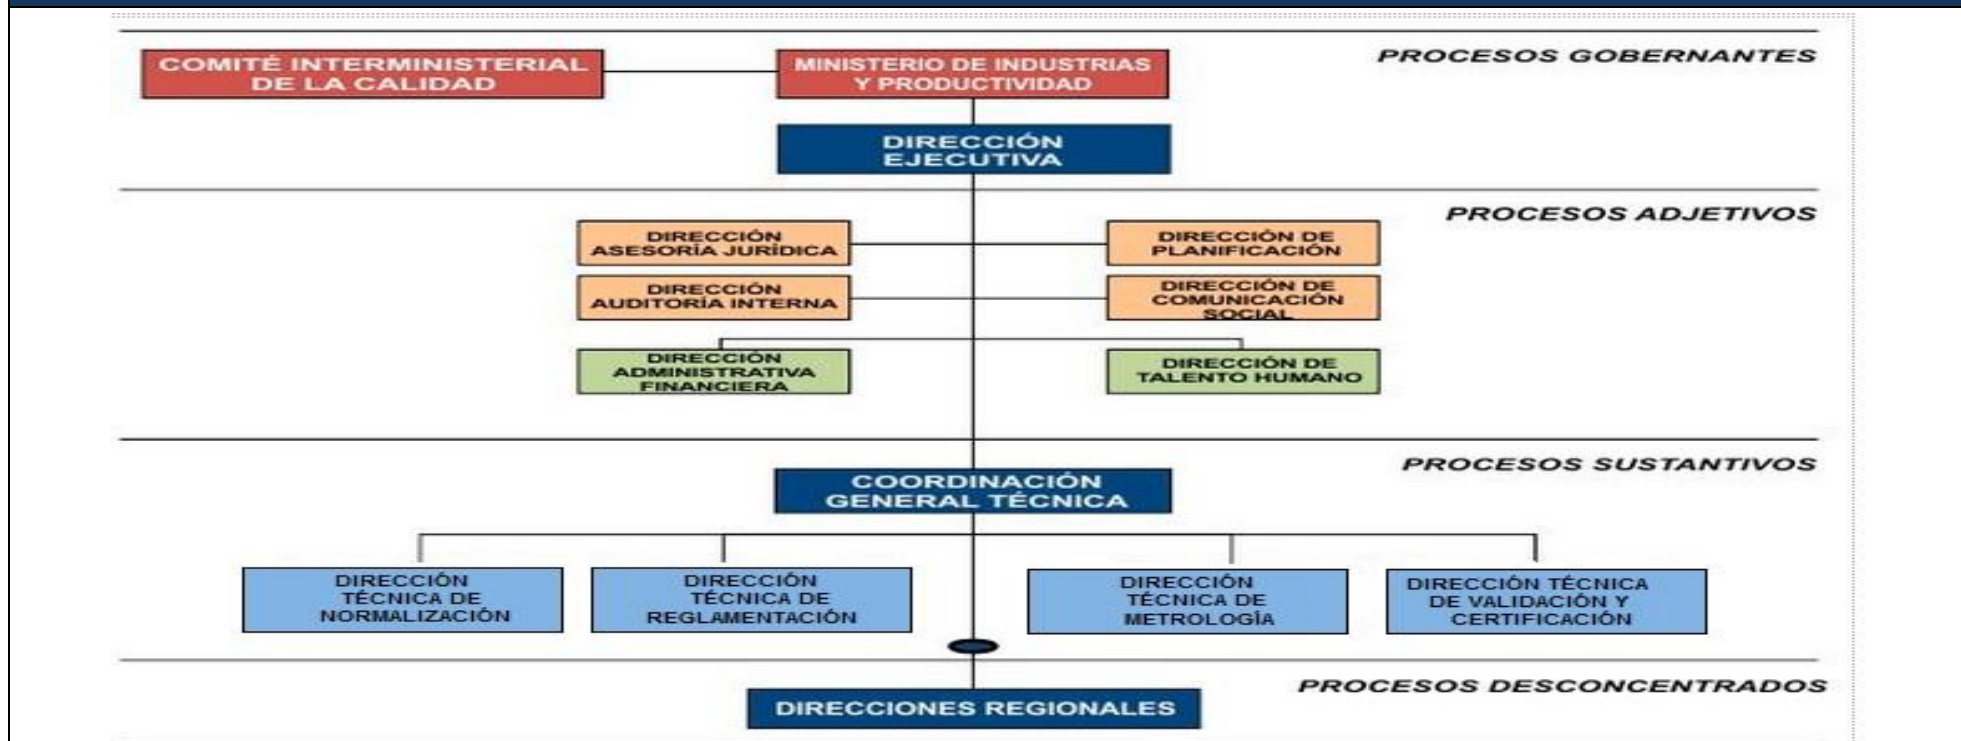 PROCESOS GOBERNANTES
COMITÉ INTERMINISTERIAL
DE LA CALIDAD
MINISTERIO DE INDUSTRIAS
Y PRODUCTIVIDAD
DIRECCIÓN
EJECUTIVA
PROCESOS ADJETIVOS
DIRECCIÓN
ASESORÍA JURÍDICA
DIRECCIÓN DE
PLANIFICACIÓN
DIRECCIÓN
AUDITORÍA INTERNA
DIRECCIÓN DE
COMUNICACIÓN
SOCIAL
DIRECCIÓN
ADMINISTRATIVA
FINANCIERA
DIRECCIÓN DE
TALENTO HUMANO
PROCESOS SUSTANTIVOS
COORDINACIÓN
GENERAL TÉCNICA
DIRECCIÓN
TÉCNICA DE
NORMALIZACIÓN
DIRECCIÓN
TÉCNICA DE
REGLAMENTACIÓN
DIRECCIÓN
TÉCNICA DE
METROLOGÍA
DIRECCIÓN TÉCNICA
DE VALIDACIÓN Y
CERTIFICACIÓN
PROCESOS DESCONCENTRADOS
DIRECCIONES REGIONALES